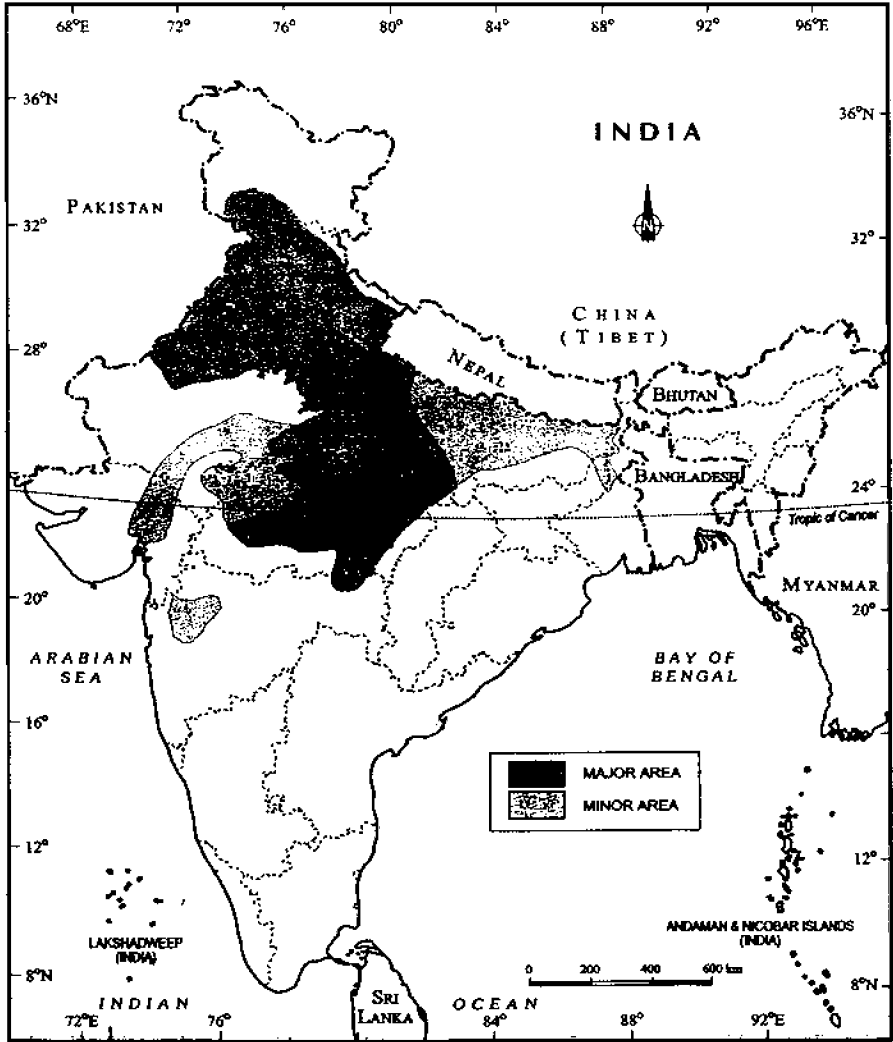 68°E 72° 76° 80° 84° 88° 92° 96°E
36°N
36°N
INDIA
PAKISTAN
N
32°
32°
CHINA
(TIBET)
28°
28°
NEPAL
BHUTAN
BANGLADESH
24°
24°
Tropic of Cancer
MYANMAR
20°
20°
ARABIAN
SEA
BAY OF
BENGAL
16°
16°
MAJOR AREA
MINOR AREA
12°
12°
LAKSHADWEEP
(INDIA)
ANDAMAN & NICOBAR ISLANDS
(INDIA)
0 200 400 600 km
8°N
8°N
INDIAN
SRI
LANKA
OCEAN
72°E 76° 84° 88° 92°E